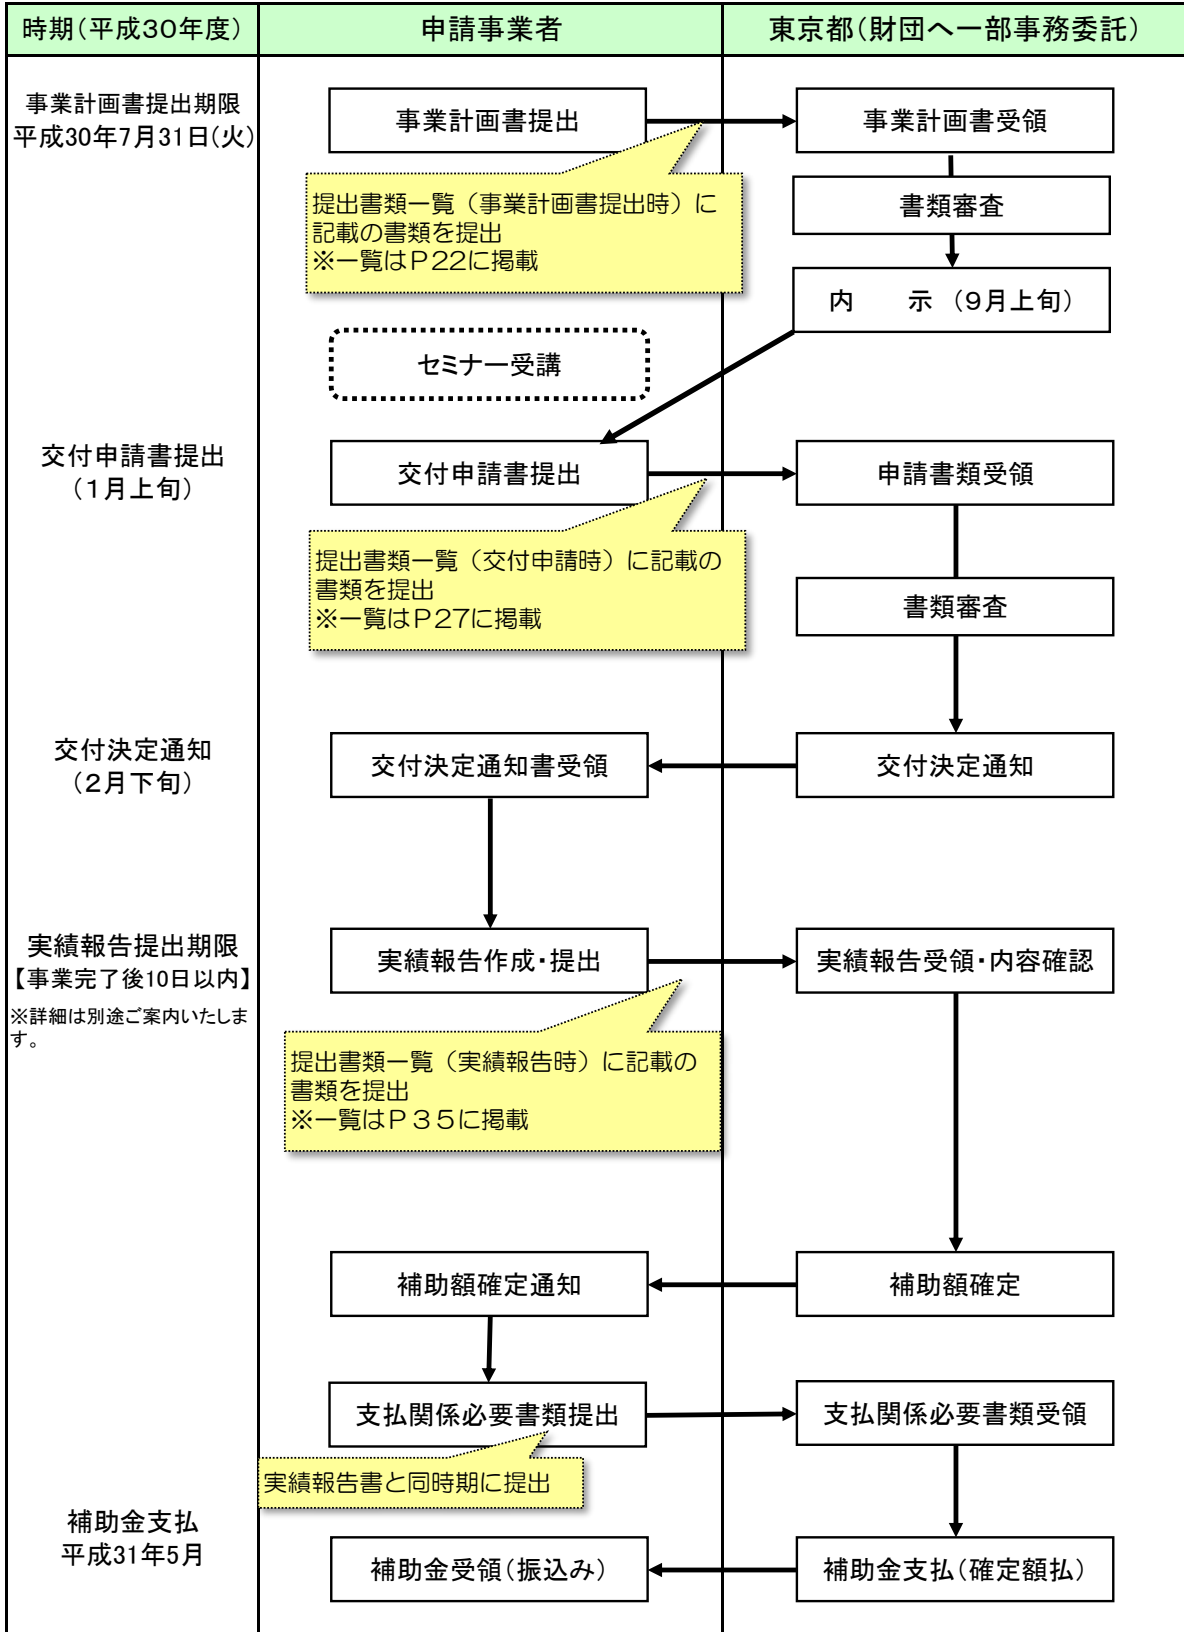 時期(平成30年度)
申請事業者
東京都(財団へ一部事務委託)
事業計画書提出期限
平成30年7月31日(火)
事業計画書提出
事業計画書受領
提出書類一覧（事業計画書提出時）に
記載の書類を提出
※一覧はP22に掲載
書類審査
内　　示（9月上旬）
セミナー受講
交付申請書提出
（1月上旬）
交付申請書提出
申請書類受領
提出書類一覧（交付申請時）に記載の
書類を提出
※一覧はP27に掲載
書類審査
交付決定通知
（2月下旬）
交付決定通知書受領
交付決定通知
実績報告提出期限
【事業完了後10日以内】
※詳細は別途ご案内いたしま
す。
実績報告作成・提出
実績報告受領・内容確認
提出書類一覧（実績報告時）に記載の
書類を提出
※一覧はP３５に掲載
補助額確定通知
補助額確定
支払関係必要書類提出
支払関係必要書類受領
実績報告書と同時期に提出
補助金支払
平成31年5月
補助金受領（振込み）
補助金支払（確定額払）